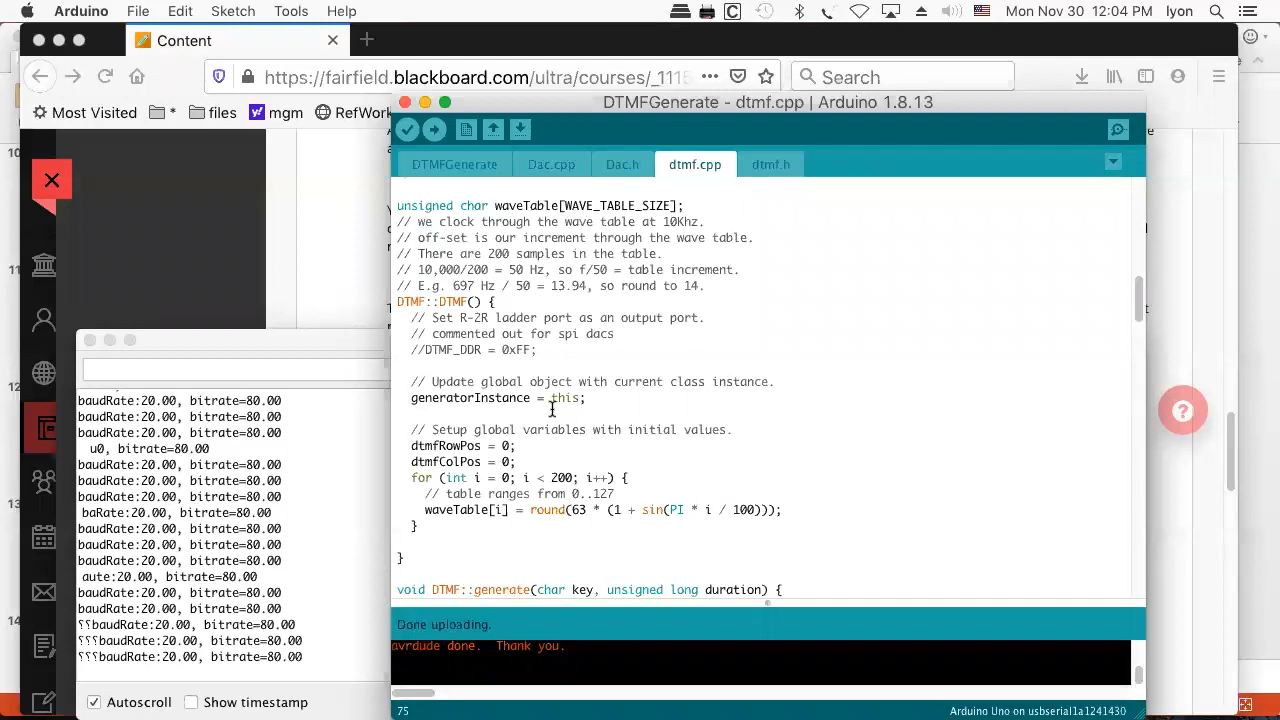 Arduino File Edit Sketch Tools Help Mon Nov 30 12:04 PM lyon
Content
https://fairfield.blackboard.com/ultra/courses/_1115 Search
Most Visited * files mgm RefWor
DTMFGenerate - dtmf.cpp | Arduino 1.8.13
DTMFGenerate Dac.cpp Dac.h dtmf.cpp dtmf.h
unsigned char waveTable[WAVE_TABLE_SIZE];
// we clock through the wave table at 10Khz.
// off-set is our increment through the wave table.
// There are 200 samples in the table.
// 10,000/200 = 50 Hz, so f/50 = table increment.
// E.g. 697 Hz / 50 = 13.94, so round to 14.
DTMF::DTMF() {
// Set R-2R ladder port as an output port.
// commented out for spi dacs
//DTMF_DDR = 0xFF;
// Update global object with current class instance.
generatorInstance = this;
// Setup global variables with initial values.
dtmfRowPos = 0;
dtmfColPos = 0;
for (int i = 0; i < 200; i++) {
// table ranges from 0..127
waveTable[i] = round(63 * (1 + sin(PI * i / 100)));
}
}
void DTMF::generate(char key, unsigned long duration) {
Done uploading.
avrdude done. Thank you.
75 Arduino Uno on usbserial1a1241430
baudRate:20.00, bitrate=80.00
baudRate:20.00, bitrate=80.00
baudRate:20.00, bitrate=80.00
u0, bitrate=80.00
baudRate:20.00, bitrate=80.00
baudRate:20.00, bitrate=80.00
baudRate:20.00, bitrate=80.00
baRate:20.00, bitrate=80.00
baudRate:20.00, bitrate=80.00
baudRate:20.00, bitrate=80.00
baudRate:20.00, bitrate=80.00
aute:20.00, bitrate=80.00
baudRate:20.00, bitrate=80.00
baudRate:20.00, bitrate=80.00
⸮⸮baudRate:20.00, bitrate=80.00
⸮⸮⸮baudRate:20.00, bitrate=80.00
⸮⸮⸮baudRate:20.00, bitrate=80.00
Autoscroll Show timestamp
10
11
12
13
14